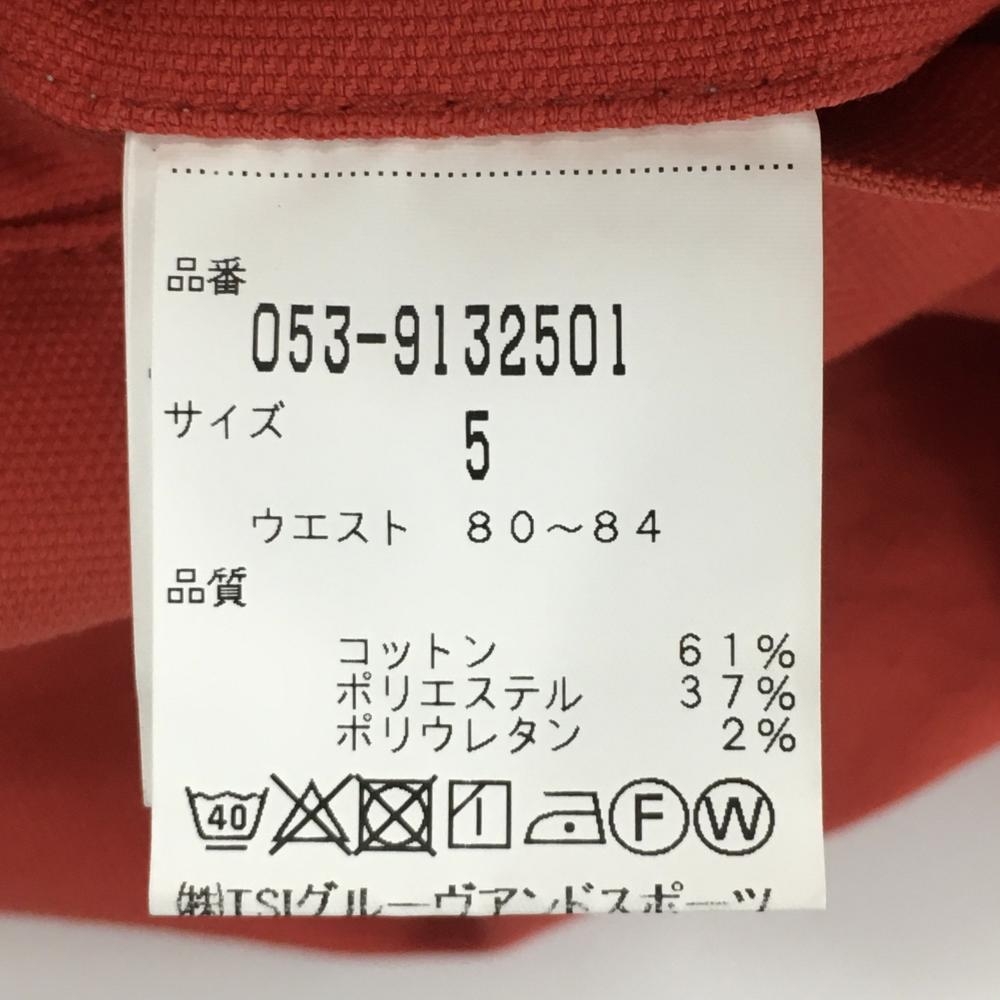 品番
053-9132501
サイズ
5
ウエスト 80～84
品質
コットン 61%
ポリエステル 37%
ポリウレタン 2%
40 F W
㈱TSIグルーヴアンドスポーツ